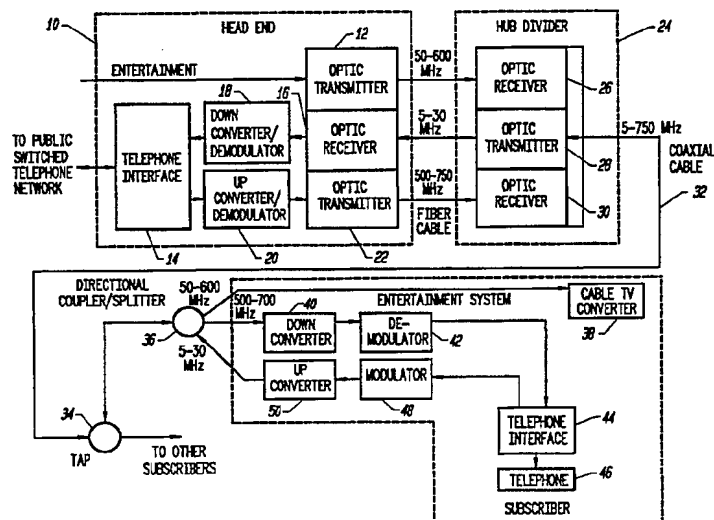 10
HEAD END
12
HUB DIVIDER
24
ENTERTAINMENT
OPTIC
TRANSMITTER
50-600
MHz
OPTIC
RECEIVER
26
18
16
DOWN
CONVERTER/
DEMODULATOR
OPTIC
RECEIVER
5-30
MHz
OPTIC
TRANSMITTER
28
5-750 MHz
COAXIAL
CABLE
32
TO PUBLIC
SWITCHED
TELEPHONE
NETWORK
TELEPHONE
INTERFACE
14
UP
CONVERTER/
DEMODULATOR
20
OPTIC
TRANSMITTER
22
500-750
MHz
FIBER
CABLE
OPTIC
RECEIVER
30
DIRECTIONAL
COUPLER/SPLITTER
50-600
MHz
500-700
MHz
36
5-30
MHz
40
DOWN
CONVERTER
ENTERTAINMENT SYSTEM
DE-
MODULATOR
42
CABLE TV
CONVERTER
38
UP
CONVERTER
50
MODULATOR
48
34
TAP
TO OTHER
SUBSCRIBERS
TELEPHONE
INTERFACE
44
TELEPHONE
46
SUBSCRIBER